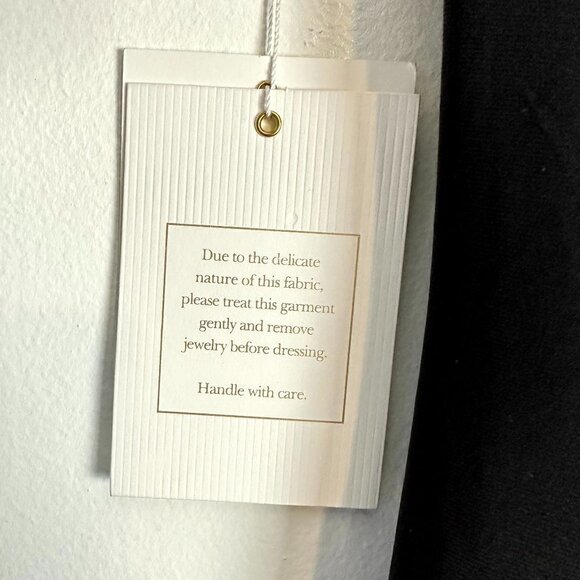 Due to the delicate
nature of this fabric,
please treat this garment
gently and remove
jewelry before dressing.
Handle with care.